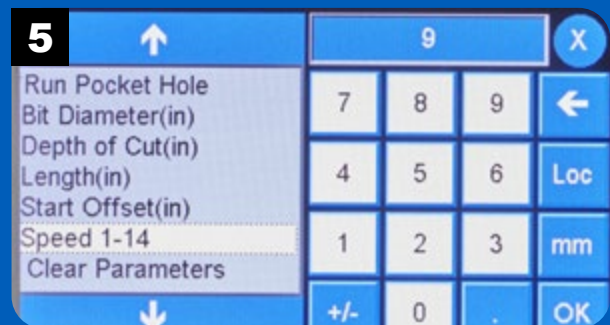 5
9
X
Run Pocket Hole
Bit Diameter(in)
Depth of Cut(in)
Length(in)
Start Offset(in)
Speed 1-14
Clear Parameters
7 8 9
4 5 6 Loc
1 2 3 mm
+/- 0 . OK